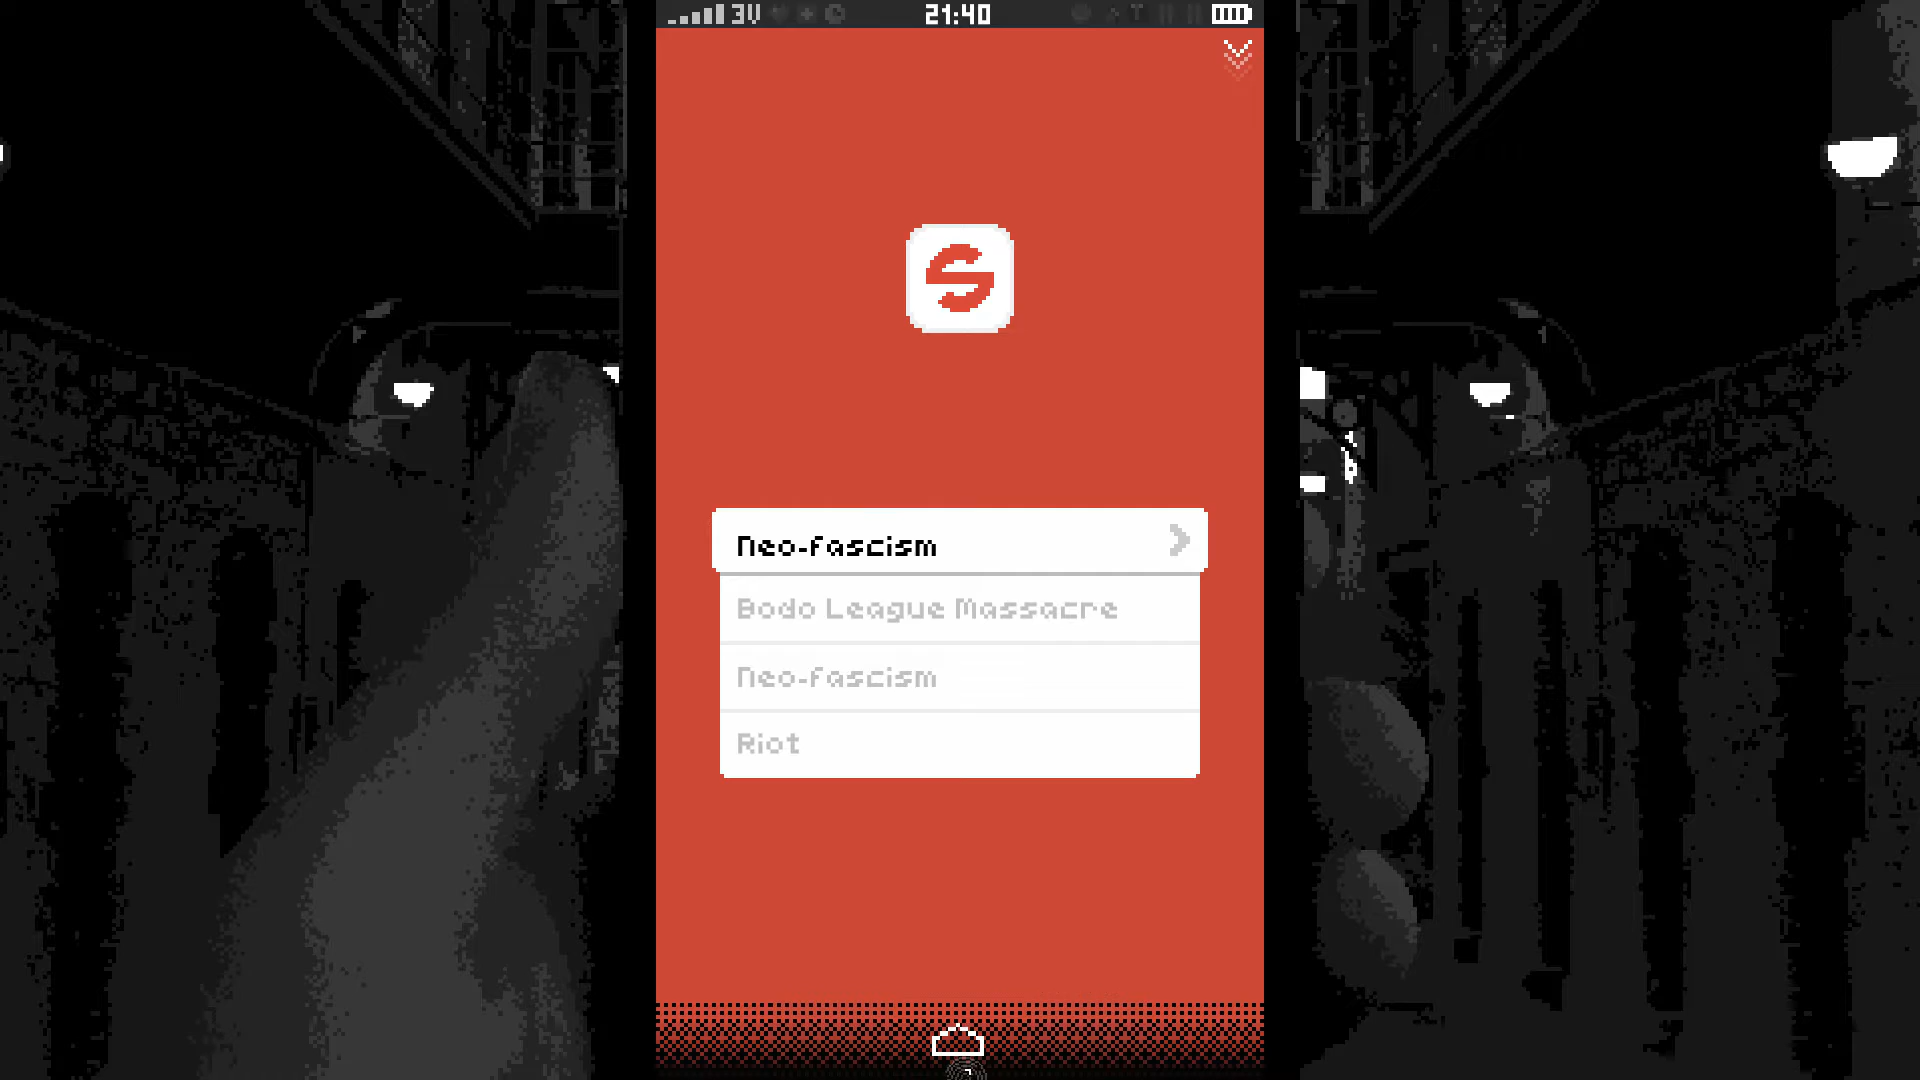 3V
21:40
S
Neo-fascism
Bodo League Massacre
Neo-fascism
Riot